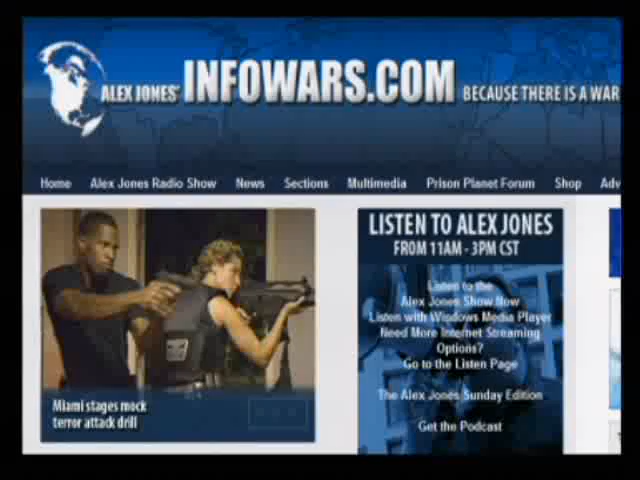 ALEX JONES' INFOWARS.COM BECAUSE THERE IS A WAR
Home Alex Jones Radio Show News Sections Multimedia Prison Planet Forum Shop Adv
LISTEN TO ALEX JONES
FROM 11AM - 3PM CST
Listen to the
Alex Jones Show Now
Listen with Windows Media Player
Need More Internet Streaming
Options?
Go to the Listen Page
The Alex Jones Sunday Edition
Get the Podcast
Miami stages mock
terror attack drill